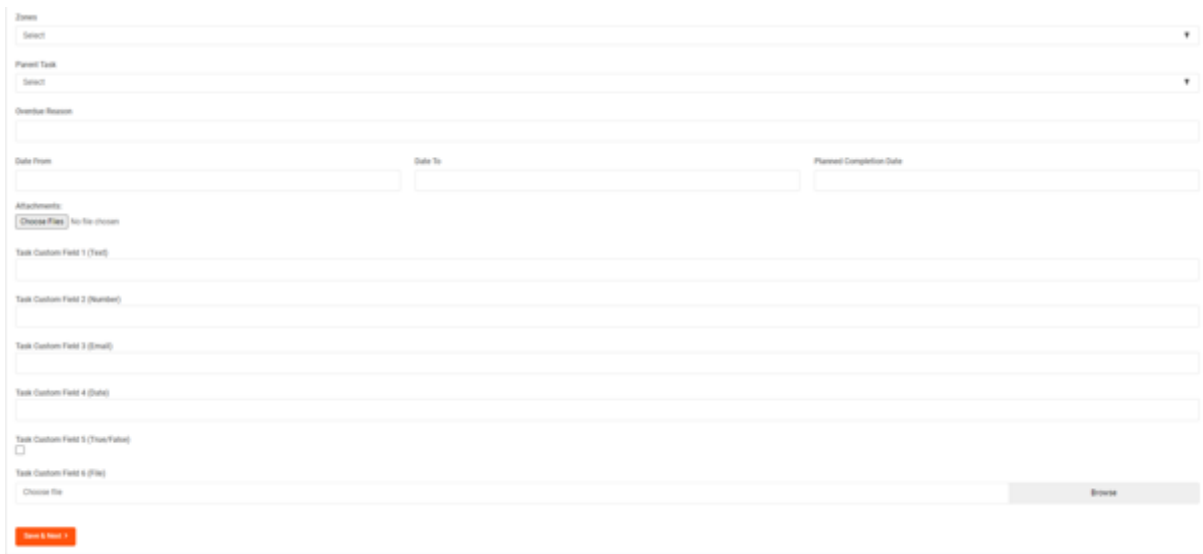 Zones
Select
Parent Task
Select
Overdue Reason
Date From Date To Planned Completion Date
Attachments:
Choose Files No file chosen
Task Custom Field 1 (Text)
Task Custom Field 2 (Number)
Task Custom Field 3 (Email)
Task Custom Field 4 (Date)
Task Custom Field 5 (True/False)
Task Custom Field 6 (File)
Choose file Browse
Save & Next >